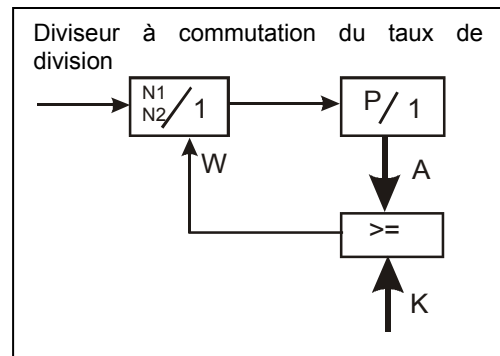 Diviseur à commutation du taux de
division
N1
N2 / 1
P / 1
W
A
>=
K